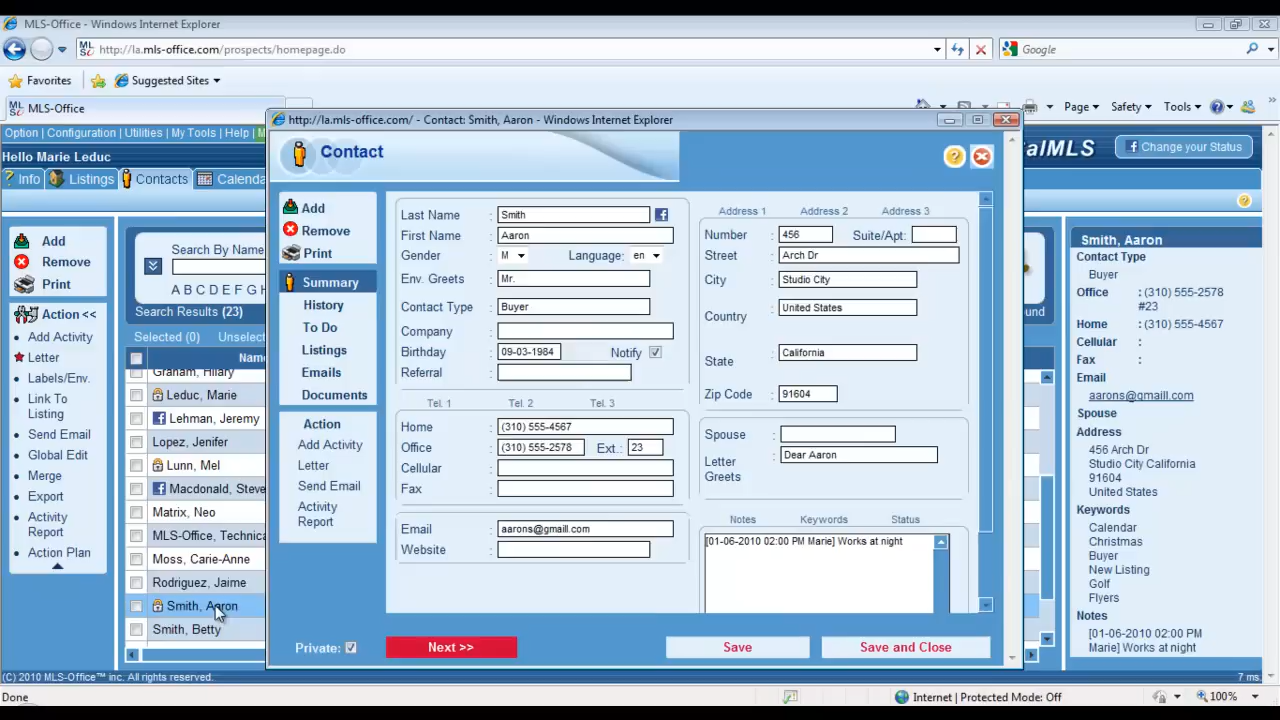 MLS-Office - Windows Internet Explorer
http://la.mls-office.com/prospects/homepage.do
Google
Favorites
Suggested Sites
MLS-Office
Page
Safety
Tools
Option | Configuration | Utilities | My Tools | Help |
Hello Marie Leduc
alMLS
Change your Status
Info
Listings
Contacts
Calenda
Add
Remove
Print
Action <<
Add Activity
Letter
Labels/Env.
Link To
Listing
Send Email
Global Edit
Merge
Export
Activity
Report
Action Plan
Search By Name
A B C D E F G H
Search Results (23)
Selected (0)
Unselect
Name
Graham, Hilary
Leduc, Marie
Lehman, Jeremy
Lopez, Jenifer
Lunn, Mel
Macdonald, Steve
Matrix, Neo
MLS-Office, Technica
Moss, Carie-Anne
Rodriguez, Jaime
Smith, Aaron
Smith, Betty
http://la.mls-office.com/ - Contact: Smith, Aaron - Windows Internet Explorer
Contact
Add
Remove
Print
Summary
History
To Do
Listings
Emails
Documents
Action
Add Activity
Letter
Send Email
Activity
Report
Last Name : Smith
First Name : Aaron
Gender : M Language: en
Env. Greets : Mr.
Contact Type : Buyer
Company :
Birthday : 09-03-1984 Notify
Referral :
Tel. 1 Tel. 2 Tel. 3
Home : (310) 555-4567
Office : (310) 555-2578 Ext.: 23
Cellular :
Fax :
Email : aarons@gmaill.com
Website :
Address 1 Address 2 Address 3
Number : 456 Suite/Apt:
Street : Arch Dr
City : Studio City
Country : United States
State : California
Zip Code : 91604
Spouse :
Letter
Greets : Dear Aaron
Notes Keywords Status
[01-06-2010 02:00 PM Marie] Works at night
Private:
Next >>
Save
Save and Close
ound
Smith, Aaron
Contact Type
Buyer
Office : (310) 555-2578
#23
Home : (310) 555-4567
Cellular :
Fax :
Email
aarons@gmaill.com
Spouse
Address
456 Arch Dr
Studio City California
91604
United States
Keywords
Calendar
Christmas
Buyer
New Listing
Golf
Flyers
Notes
[01-06-2010 02:00 PM
Marie] Works at night
(C) 2010 MLS-Office™ inc. All rights reserved.
7 ms.
Done
Internet | Protected Mode: Off
100%